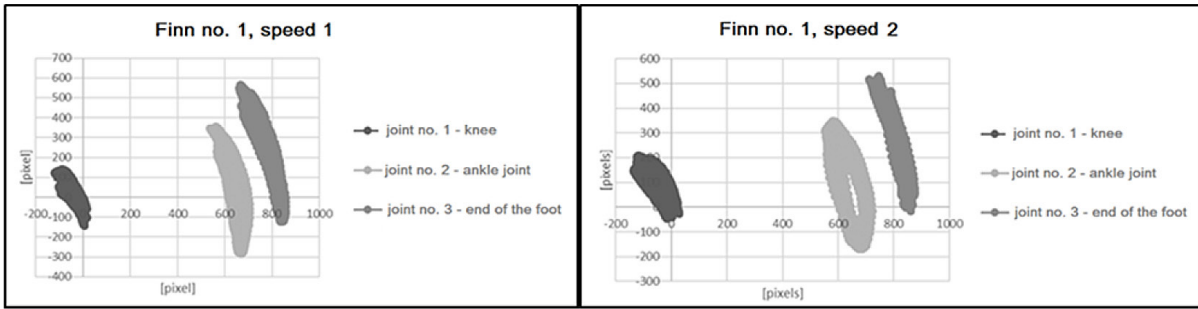 Finn no. 1, speed 1
700
600
500
400
300
200
-100
-200
-300
-400
-200 0 200 400 600 800 1000
[pixel]
[pixel]
joint no. 1 - knee
joint no. 2 - ankle joint
joint no. 3 - end of the foot
Finn no. 1, speed 2
600
500
400
300
200
-100
-200
-300
-200 0 200 400 600 800 1000
[pixels]
[pixels]
joint no. 1 - knee
joint no. 2 - ankle joint
joint no. 3 - end of the foot